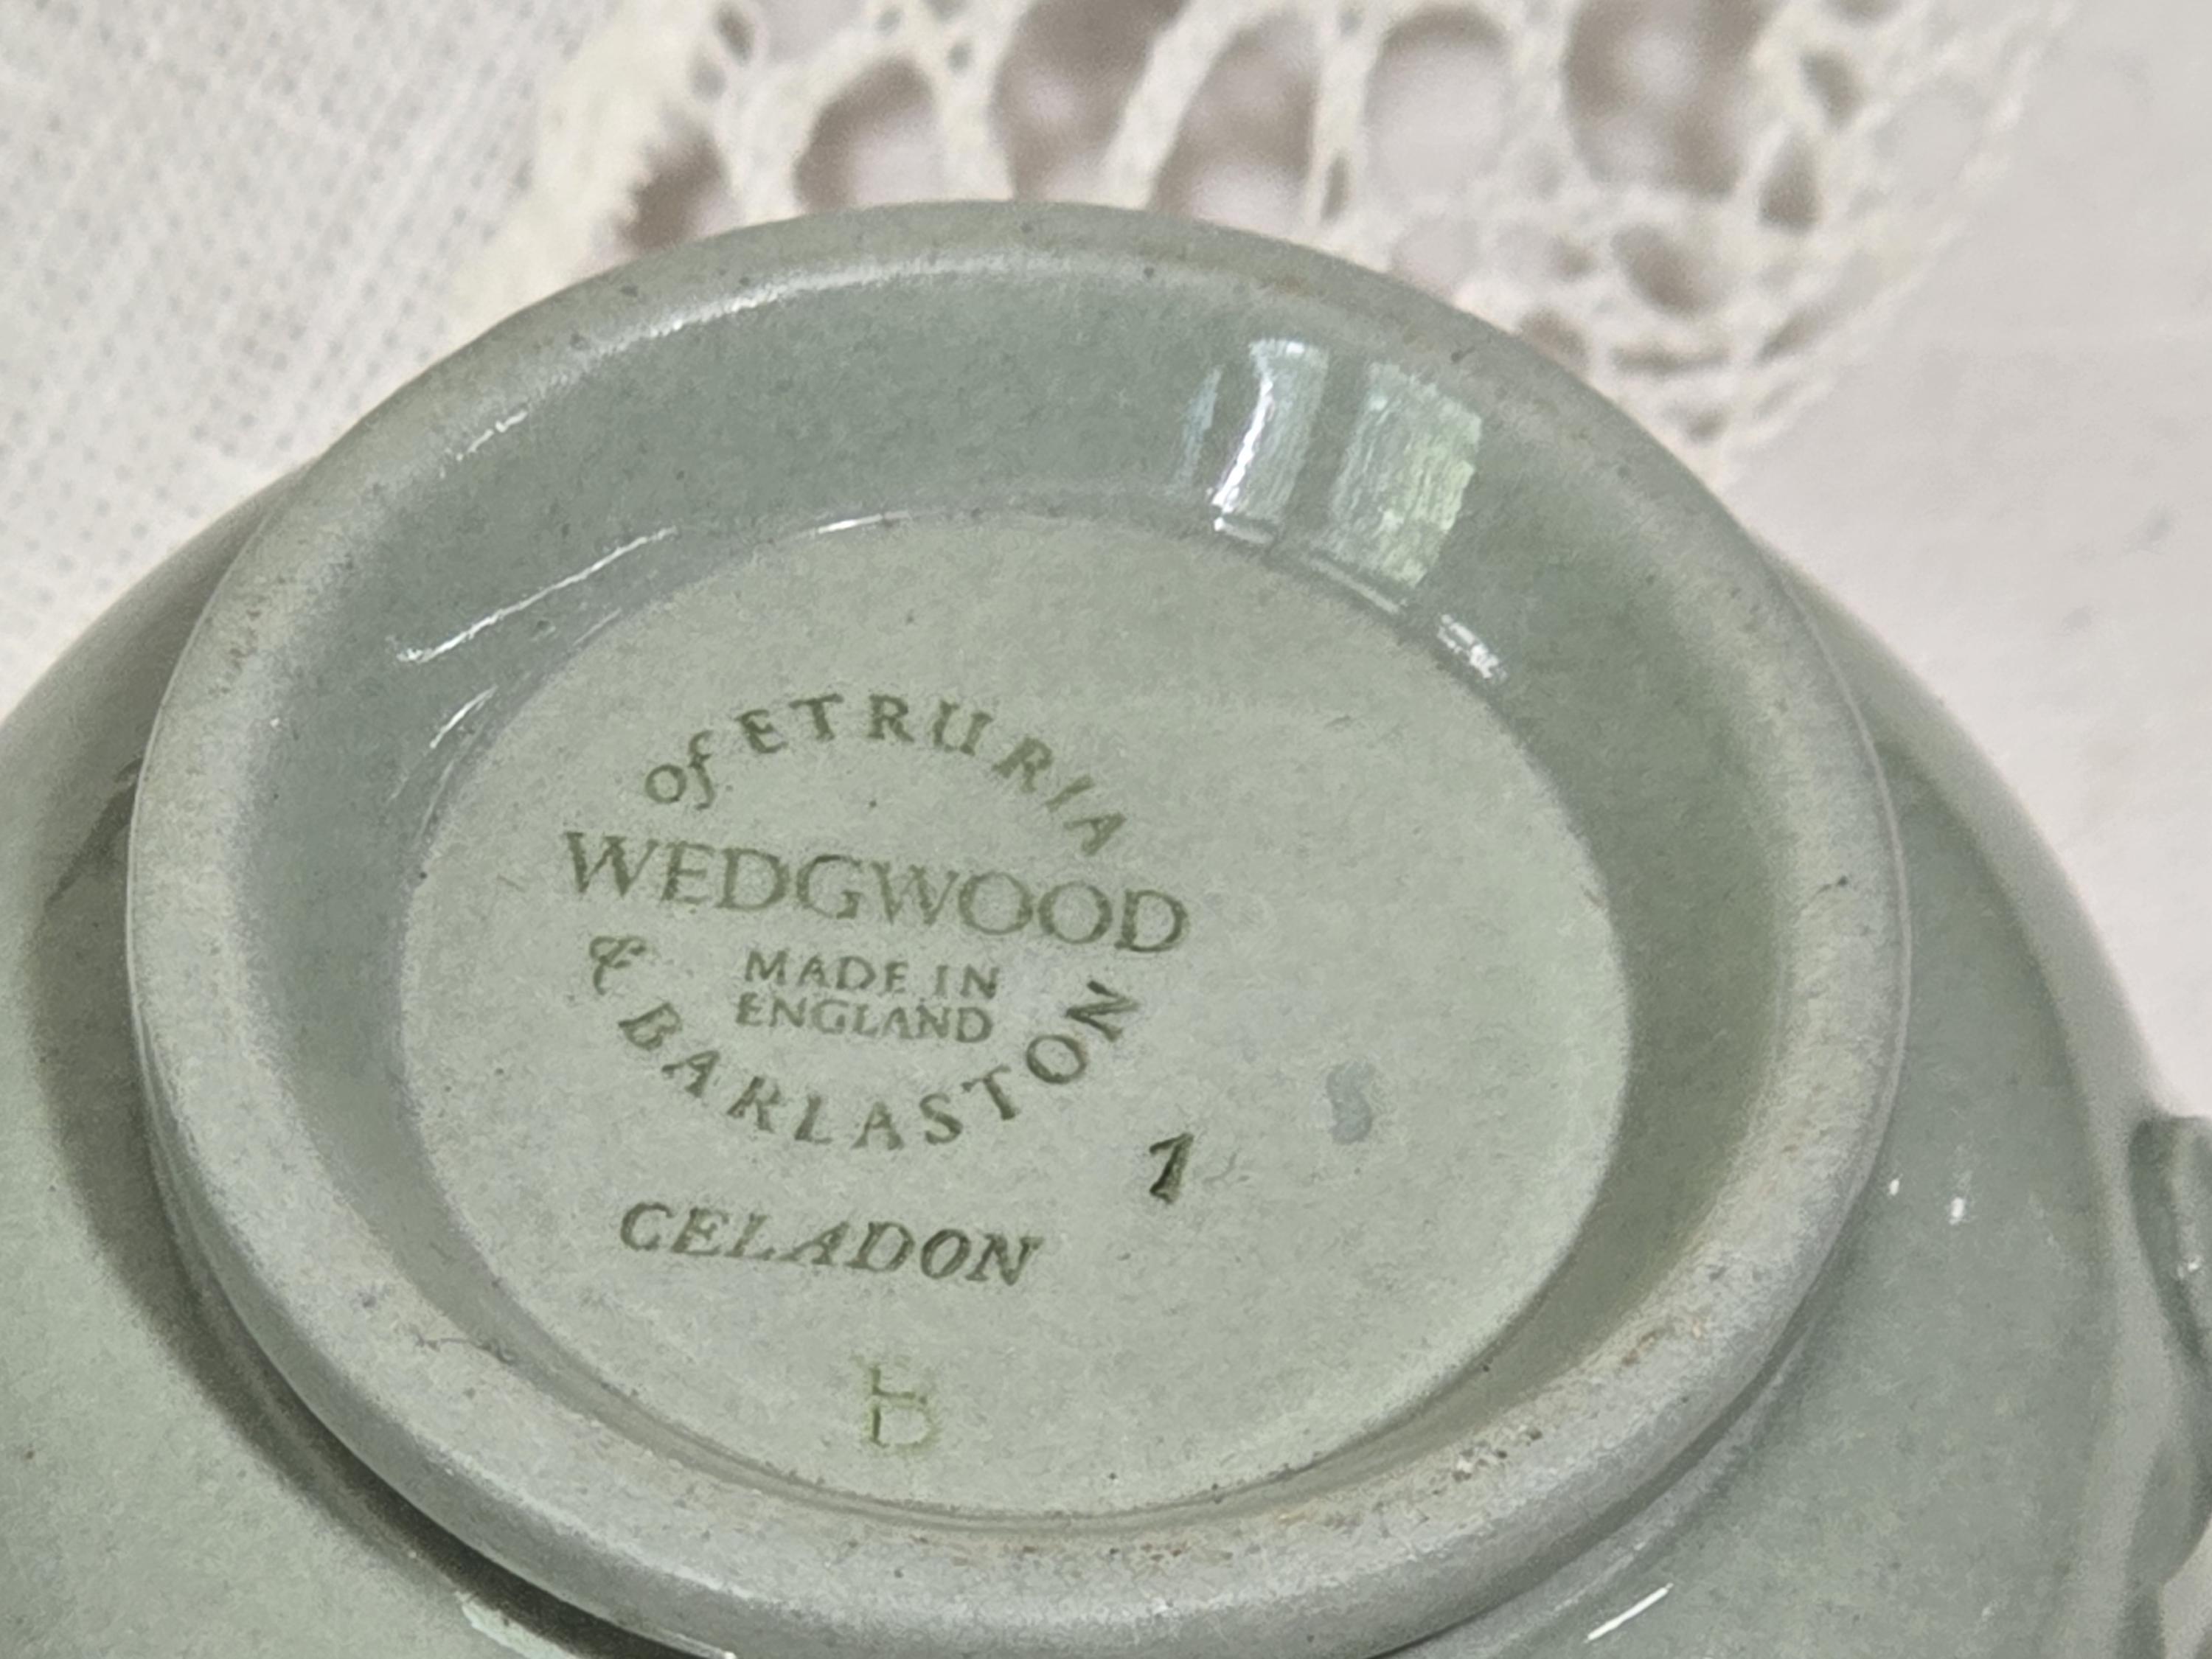 of ETRURIA
WEDGWOOD
MADE IN
ENGLAND
& BARLASTON
1
CELADON